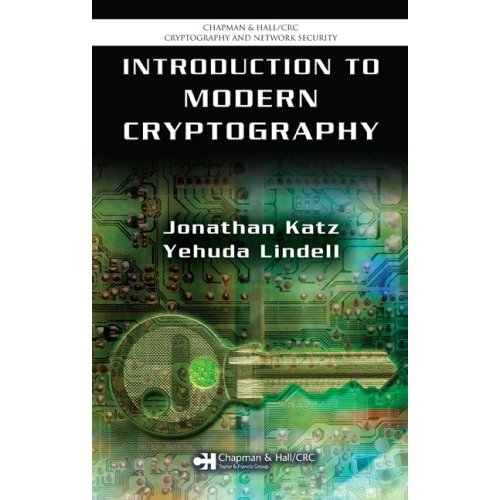 CHAPMAN & HALL/CRC
CRYPTOGRAPHY AND NETWORK SECURITY
INTRODUCTION TO
MODERN
CRYPTOGRAPHY
Jonathan Katz
Yehuda Lindell
Chapman & Hall/CRC
Taylor & Francis Group